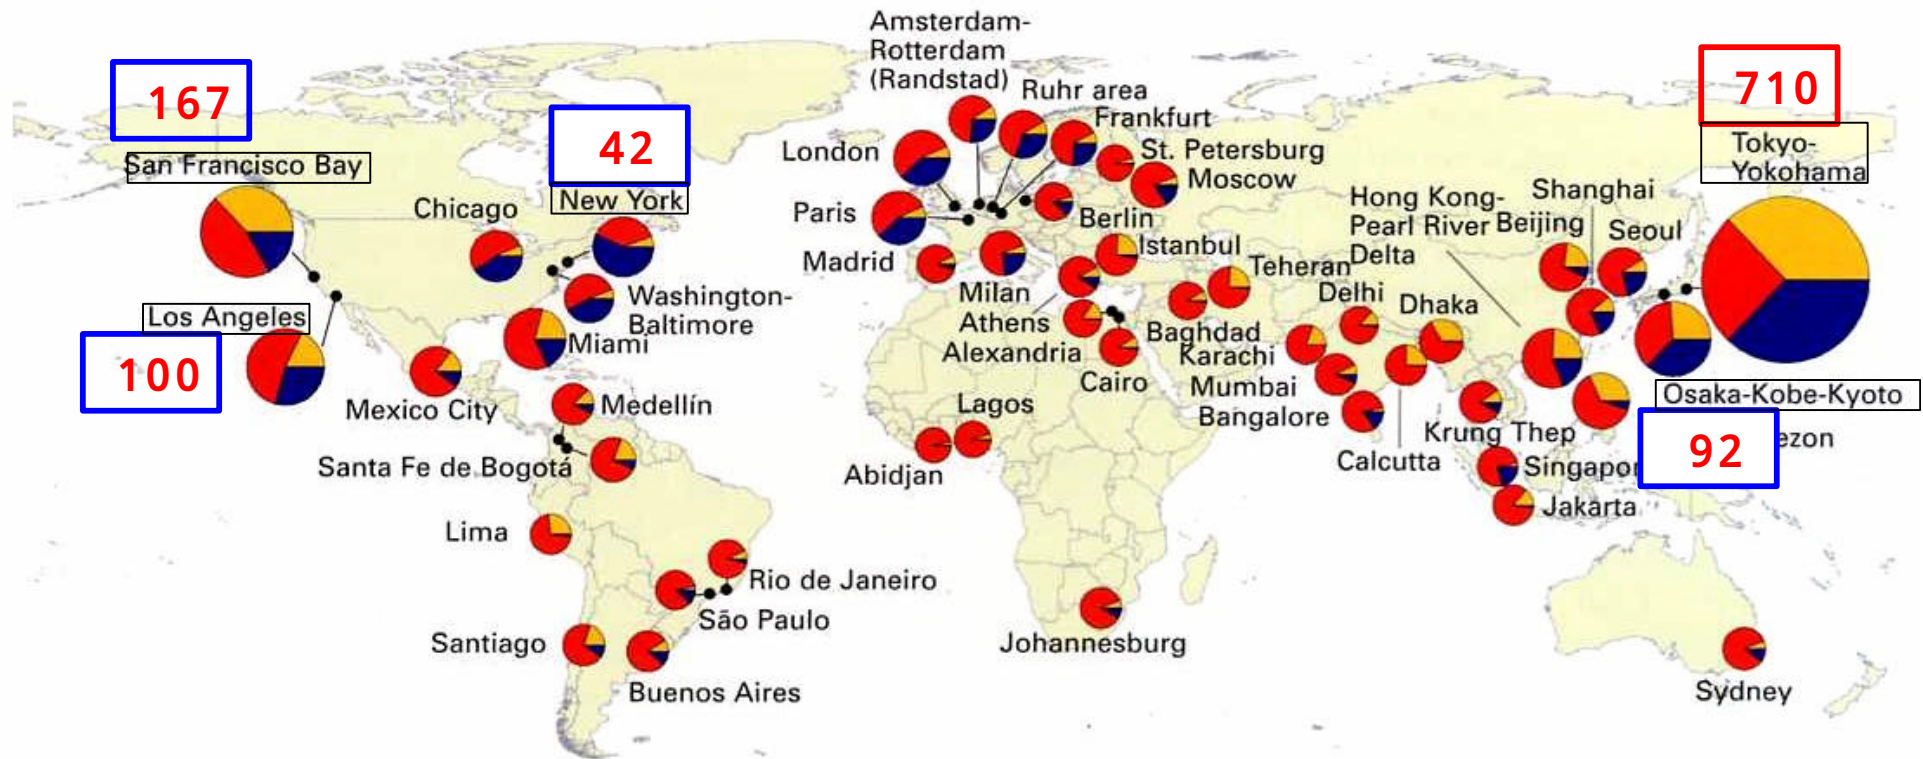 Amsterdam-
Rotterdam
(Randstad)
Ruhr area
Frankfurt
St. Petersburg
Moscow
London
Paris
Berlin
Madrid
Milan
Athens
Alexandria
Istanbul
Teheran
Baghdad
Cairo
167
San Francisco Bay
42
New York
Chicago
Washington-
Baltimore
Los Angeles
100
Miami
Mexico City
Medellín
Santa Fe de Bogotá
Lima
Rio de Janeiro
São Paulo
Santiago
Buenos Aires
Lagos
Abidjan
Johannesburg
Karachi
Mumbai
Bangalore
Delhi
Dhaka
Calcutta
Hong Kong-
Pearl River
Delta
Beijing
Shanghai
Seoul
710
Tokyo-
Yokohama
Osaka-Kobe-Kyoto
92
ezon
Krung Thep
Singapor
Jakarta
Sydney